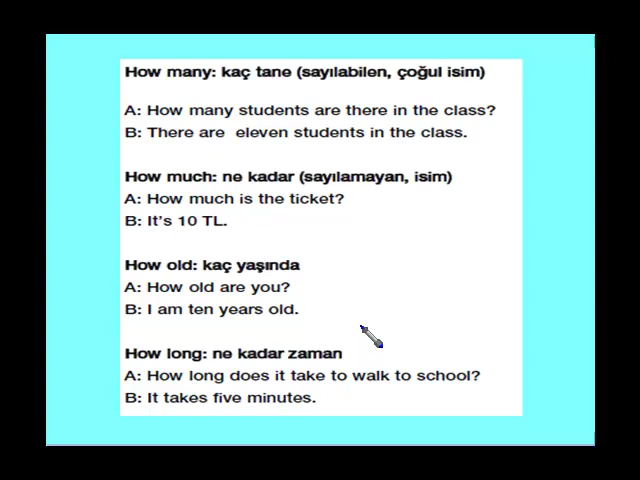 How many: kaç tane (sayılabilen, çoğul isim)
A: How many students are there in the class?
B: There are eleven students in the class.
How much: ne kadar (sayılamayan, isim)
A: How much is the ticket?
B: It's 10 TL.
How old: kaç yaşında
A: How old are you?
B: I am ten years old.
How long: ne kadar zaman
A: How long does it take to walk to school?
B: It takes five minutes.